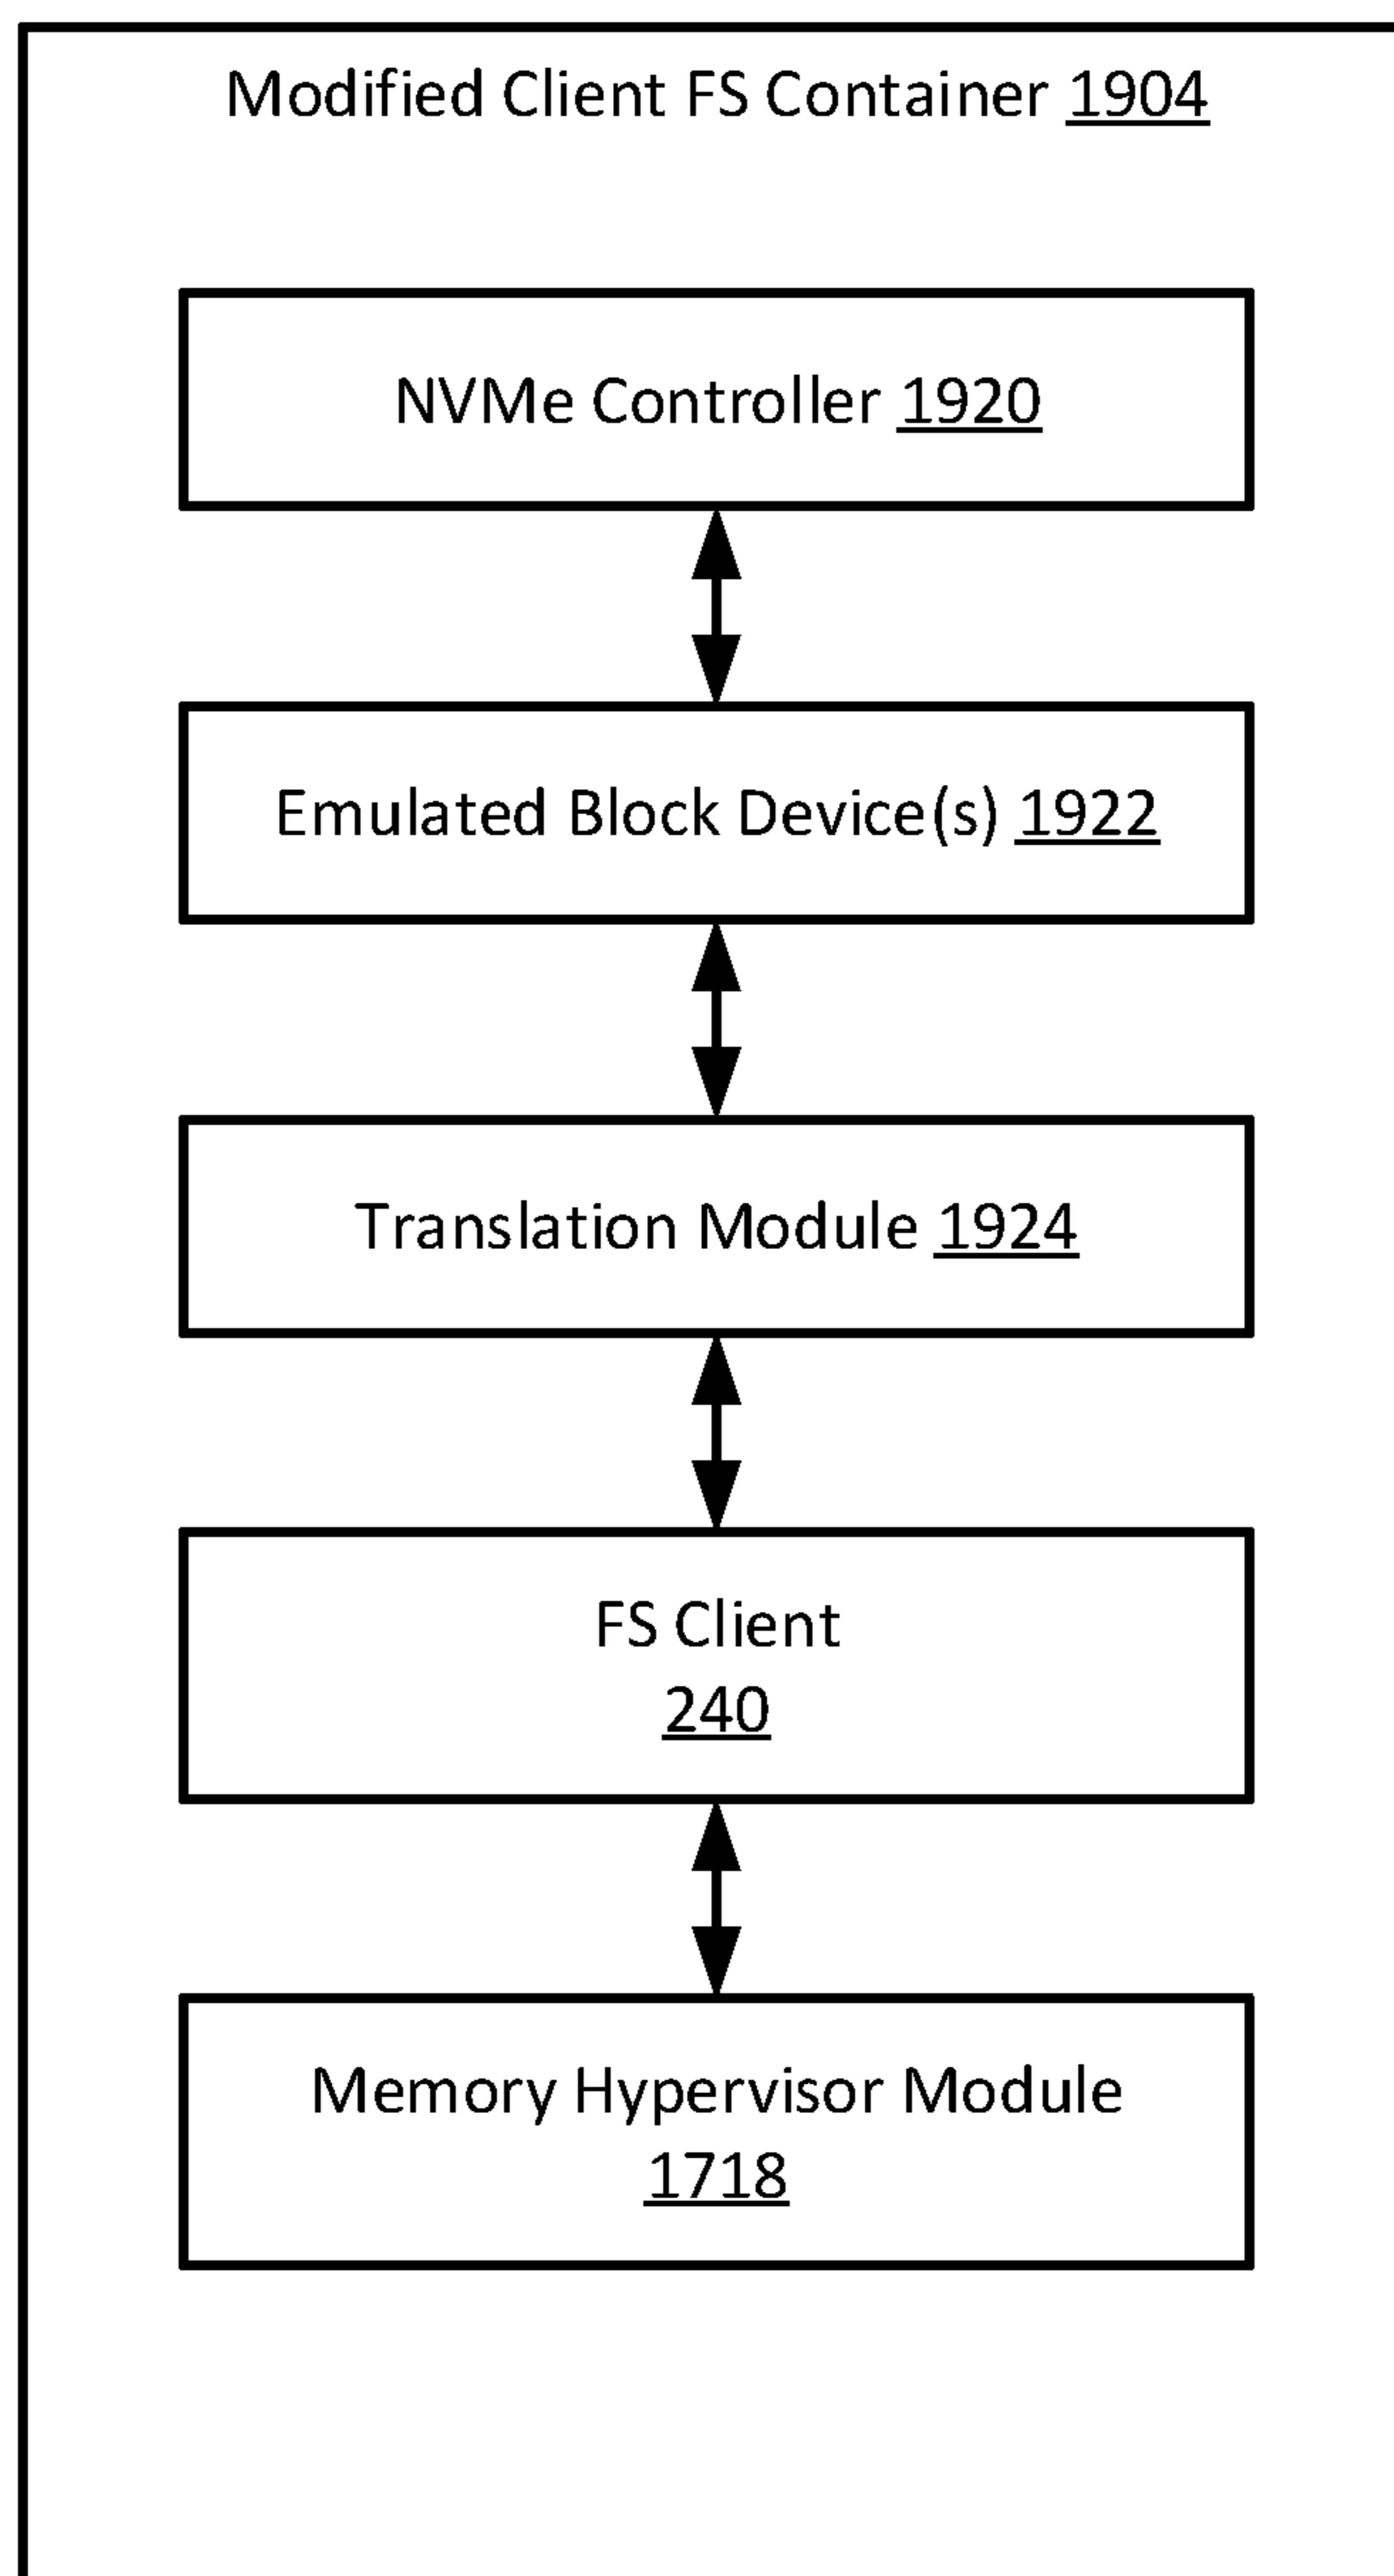 Modified Client FS Container 1904
NVMe Controller 1920
Emulated Block Device(s) 1922
Translation Module 1924
FS Client
240
Memory Hypervisor Module
1718